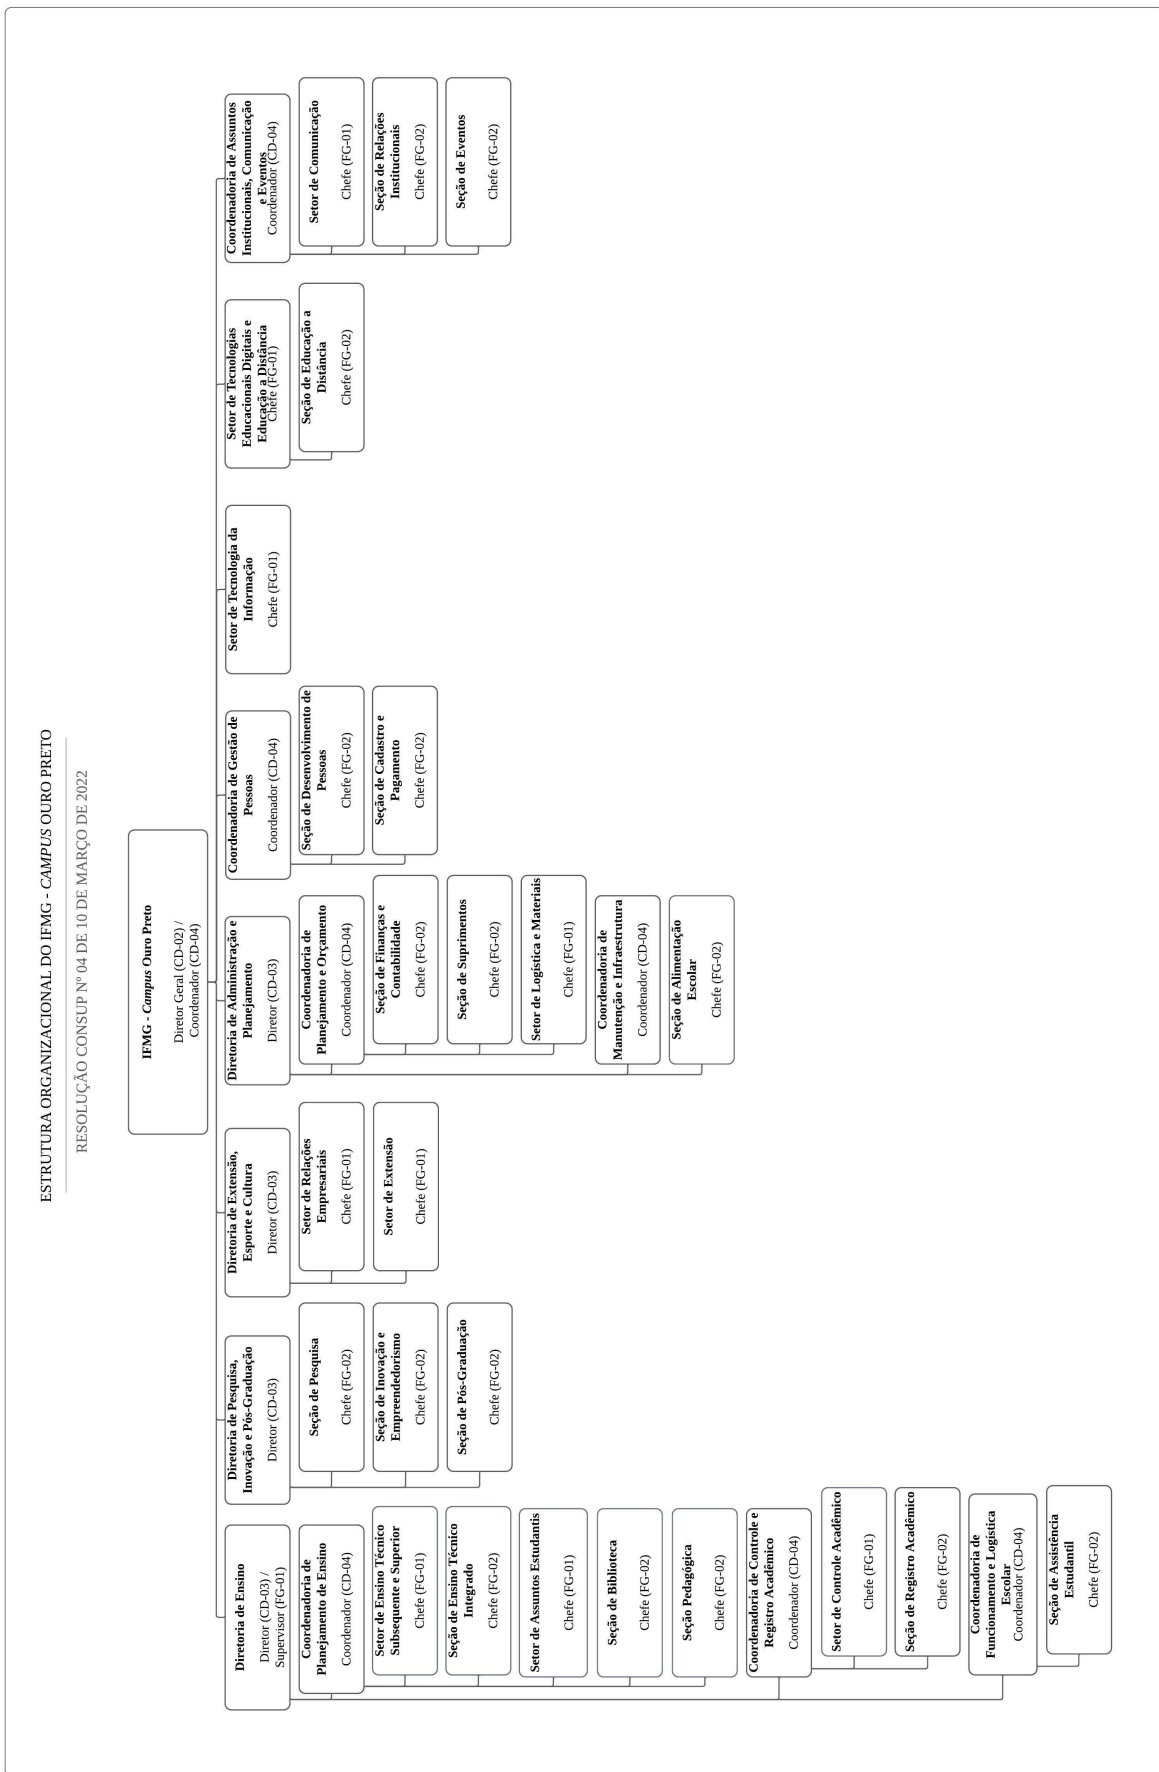 ESTRUTURA ORGANIZACIONAL DO IFMG - CAMPUS OURO PRETO
RESOLUÇÃO CONSUP Nº 04 DE 10 DE MARÇO DE 2022
IFMG - Campus Ouro Preto
Diretor Geral (CD-02) /
Coordenador (CD-04)
Diretoria de Ensino
Diretor (CD-03) /
Supervisor (FG-01)
Coordenadoria de
Planejamento de Ensino
Coordenador (CD-04)
Setor de Ensino Técnico
Subsequente e Superior
Chefe (FG-01)
Seção de Ensino Técnico
Integrado
Chefe (FG-02)
Setor de Assuntos Estudantis
Chefe (FG-01)
Seção de Biblioteca
Chefe (FG-02)
Seção Pedagógica
Chefe (FG-02)
Coordenadoria de Controle e
Registro Acadêmico
Coordenador (CD-04)
Setor de Controle Acadêmico
Chefe (FG-01)
Seção de Registro Acadêmico
Chefe (FG-02)
Coordenadoria de
Funcionamento e Logística
Escolar
Coordenador (CD-04)
Seção de Assistência
Estudantil
Chefe (FG-02)
Diretoria de Pesquisa,
Inovação e Pós-Graduação
Diretor (CD-03)
Seção de Pesquisa
Chefe (FG-02)
Seção de Inovação e
Empreendedorismo
Chefe (FG-02)
Seção de Pós-Graduação
Chefe (FG-02)
Diretoria de Extensão,
Esporte e Cultura
Diretor (CD-03)
Setor de Relações
Empresariais
Chefe (FG-01)
Setor de Extensão
Chefe (FG-01)
Diretoria de Administração e
Planejamento
Diretor (CD-03)
Coordenadoria de
Planejamento e Orçamento
Coordenador (CD-04)
Seção de Finanças e
Contabilidade
Chefe (FG-02)
Seção de Suprimentos
Chefe (FG-02)
Setor de Logística e Materiais
Chefe (FG-01)
Coordenadoria de
Manutenção e Infraestrutura
Coordenador (CD-04)
Seção de Alimentação
Escolar
Chefe (FG-02)
Coordenadoria de Gestão de
Pessoas
Coordenador (CD-04)
Seção de Desenvolvimento de
Pessoas
Chefe (FG-02)
Seção de Cadastro e
Pagamento
Chefe (FG-02)
Setor de Tecnologia da
Informação
Chefe (FG-01)
Setor de Tecnologias
Educacionais Digitais e
Educação a Distância
Chefe (FG-01)
Seção de Educação a
Distância
Chefe (FG-02)
Coordenadoria de Assuntos
Institucionais, Comunicação
e Eventos
Coordenador (CD-04)
Setor de Comunicação
Chefe (FG-01)
Seção de Relações
Institucionais
Chefe (FG-02)
Seção de Eventos
Chefe (FG-02)